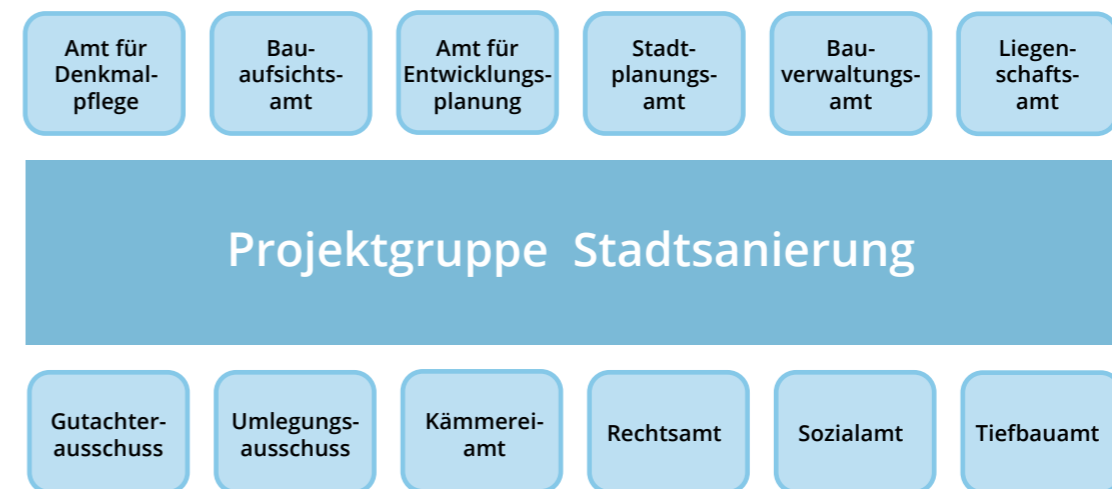 Amt für
Denkmal-
pflege
Bau-
aufsichts-
amt
Amt für
Entwicklungs-
planung
Stadt-
planungs-
amt
Bau-
verwaltungs-
amt
Liegen-
schafts-
amt
Projektgruppe Stadtsanierung
Gutachter-
ausschuss
Umlegungs-
ausschuss
Kämmerei-
amt
Rechtsamt
Sozialamt
Tiefbauamt